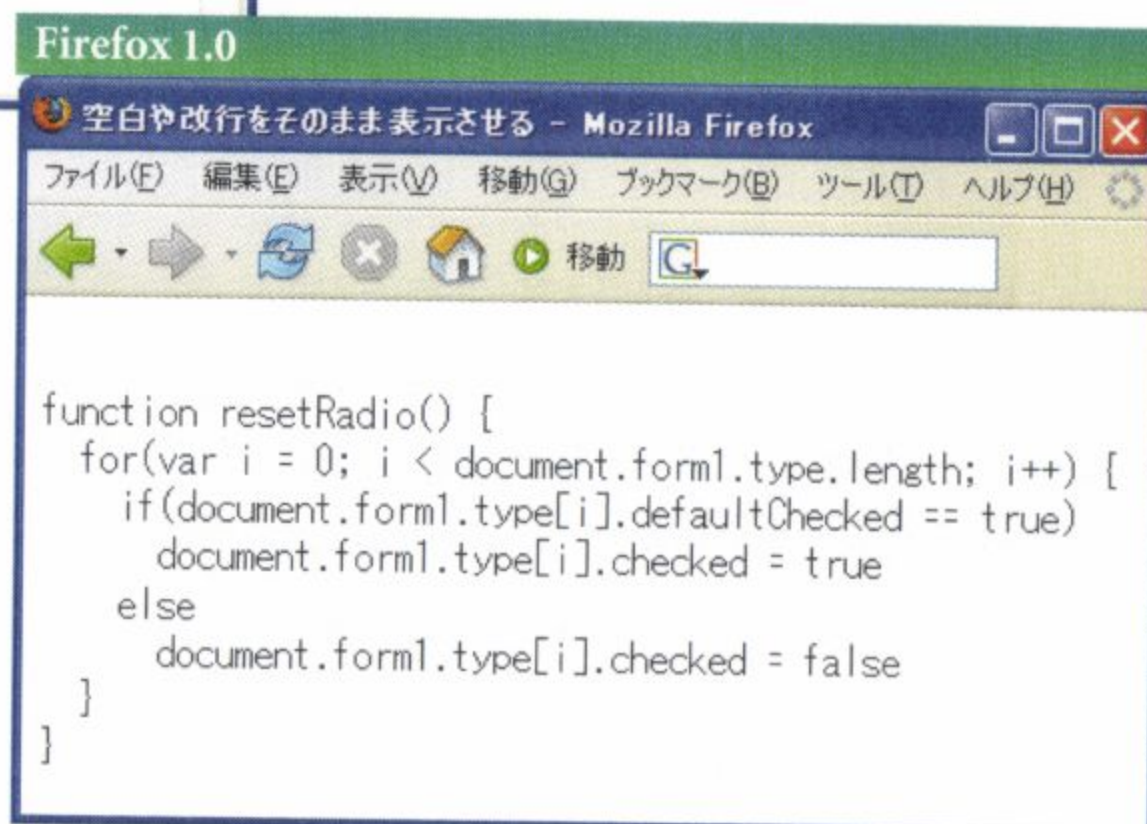 Firefox 1.0
空白や改行をそのまま表示させる - Mozilla Firefox
ファイル(F) 編集(E) 表示(V) 移動(G) ブックマーク(B) ツール(T) ヘルプ(H)
移動 G
function resetRadio() {
  for(var i = 0; i < document.form1.type.length; i++) {
    if(document.form1.type[i].defaultChecked == true)
      document.form1.type[i].checked = true
    else
      document.form1.type[i].checked = false
  }
}